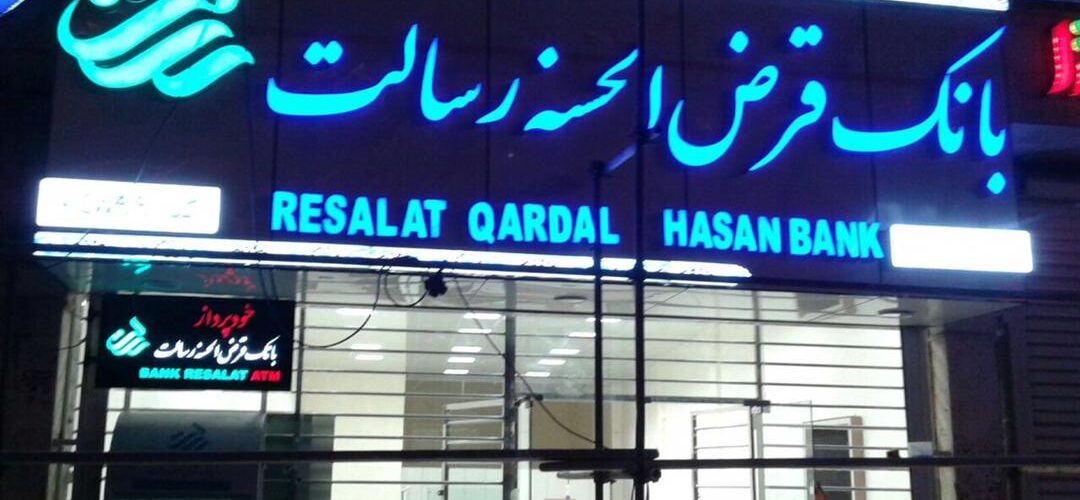 بانک قرض الحسنه رسالت
RESALAT QARDAL HASAN BANK
خودپرداز
بانک قرض الحسنه رسالت
BANK RESALAT ATM